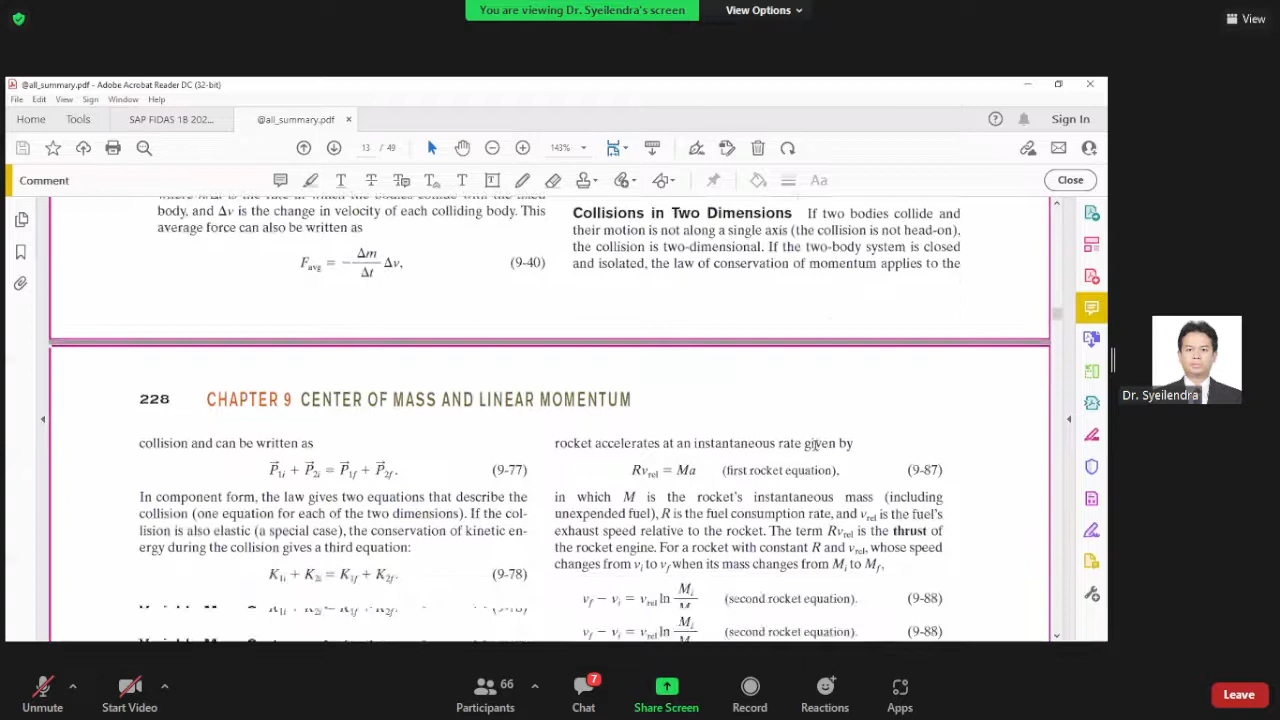 You are viewing Dr. Syeilendra's screen
View Options
View
@all_summary.pdf - Adobe Acrobat Reader DC (32-bit)
File Edit View Sign Window Help
Home Tools SAP FIDAS 1B 202... @all_summary.pdf × Sign In
13 / 49 143%
Comment Aa Close
body, and Δv is the change in velocity of each colliding body. This
average force can also be written as
F_avg = −Δm/Δt Δv, (9-40)
Collisions in Two Dimensions If two bodies collide and
their motion is not along a single axis (the collision is not head-on),
the collision is two-dimensional. If the two-body system is closed
and isolated, the law of conservation of momentum applies to the
228 CHAPTER 9 CENTER OF MASS AND LINEAR MOMENTUM
collision and can be written as
P⃗1i + P⃗2i = P⃗1f + P⃗2f. (9-77)
In component form, the law gives two equations that describe the
collision (one equation for each of the two dimensions). If the col-
lision is also elastic (a special case), the conservation of kinetic en-
ergy during the collision gives a third equation:
K1i + K2i = K1f + K2f. (9-78)
rocket accelerates at an instantaneous rate given by
Rv_rel = Ma (first rocket equation), (9-87)
in which M is the rocket's instantaneous mass (including
unexpended fuel), R is the fuel consumption rate, and v_rel is the fuel's
exhaust speed relative to the rocket. The term Rv_rel is the thrust of
the rocket engine. For a rocket with constant R and v_rel, whose speed
changes from v_i to v_f when its mass changes from M_i to M_f,
v_f − v_i = v_rel ln M_i (second rocket equation). (9-88)
v_f − v_i = v_rel ln M_i (second rocket equation). (9-88)
Dr. Syeilendra
Unmute
Start Video
66
Participants
7
Chat
Share Screen
Record
Reactions
Apps
Leave